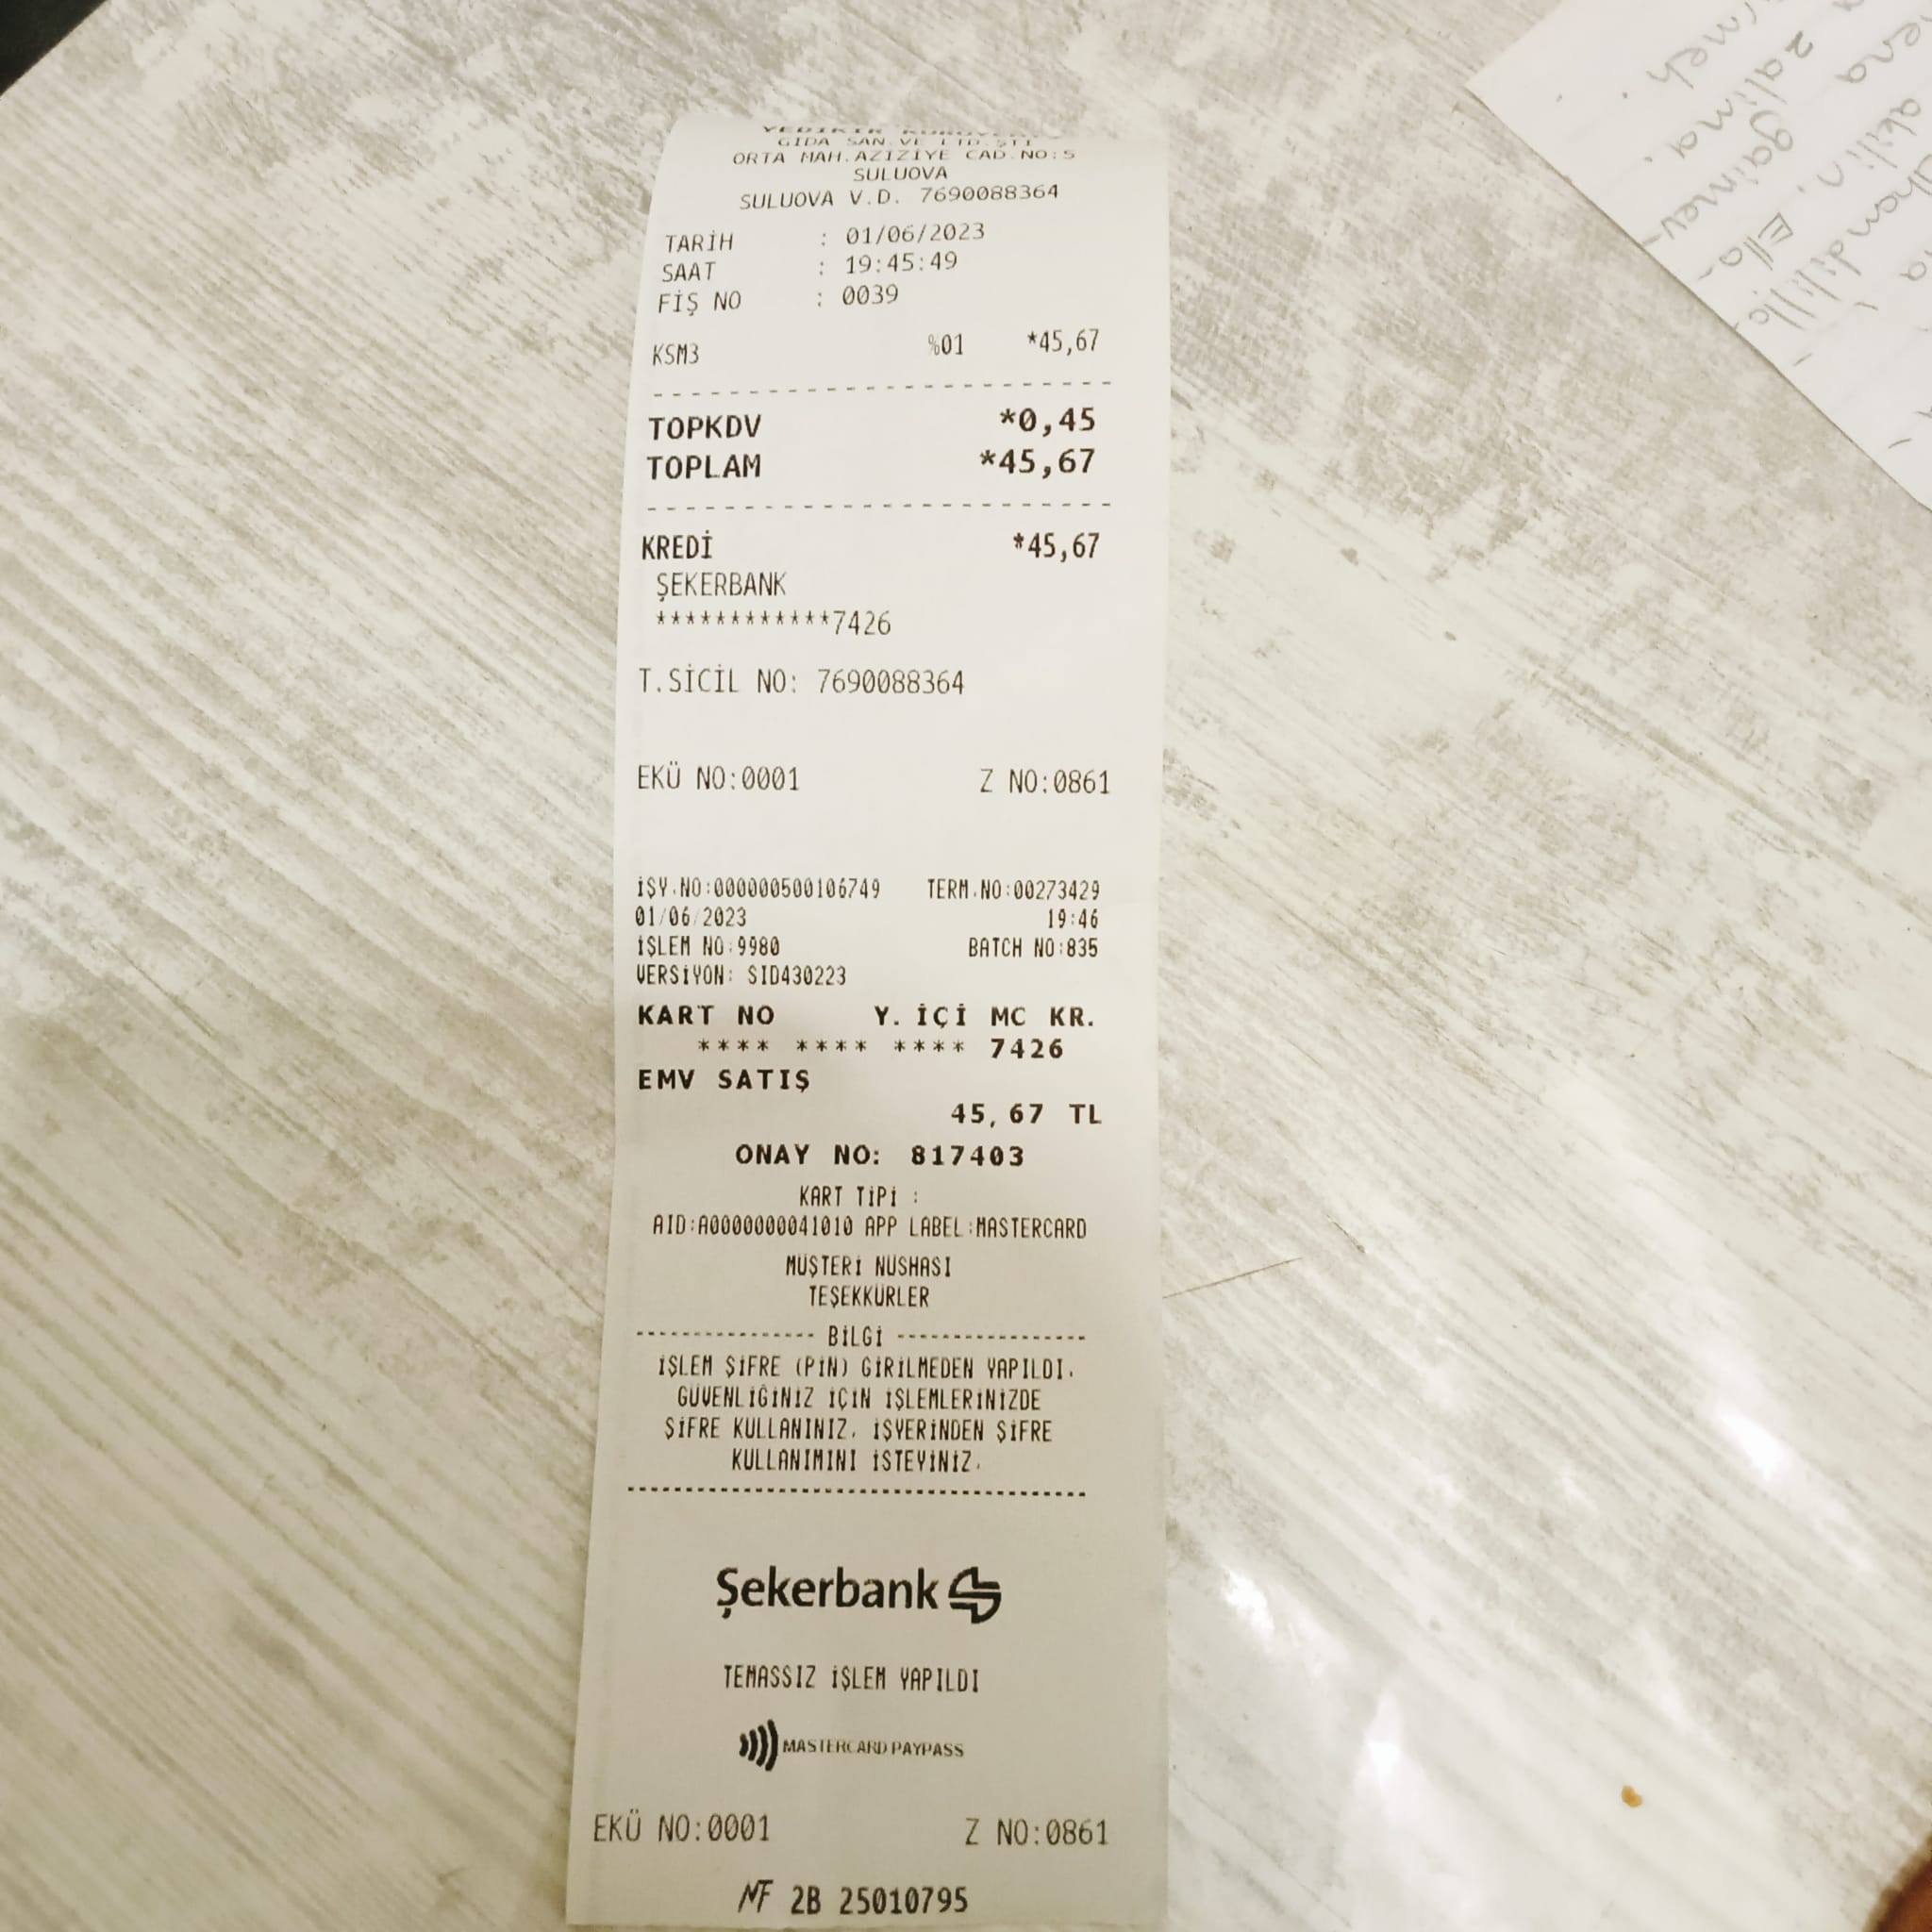 GIDA SAN.VE LTD.ŞTİ
ORTA MAH.AZİZİYE CAD.NO:5
SULUOVA
SULUOVA V.D. 7690088364
TARİH : 01/06/2023
SAAT : 19:45:49
FİŞ NO : 0039
KSM3 %01 *45,67
TOPKDV *0,45
TOPLAM *45,67
KREDİ *45,67
ŞEKERBANK
************7426
T.SİCİL NO: 7690088364
EKÜ NO:0001 Z NO:0861
İŞY.NO:000000500106749 TERM.NO:00273429
01/06/2023 19:46
İŞLEM NO:9980 BATCH NO:835
VERSİYON: SID430223
KART NO Y. İÇİ MC KR.
**** **** **** 7426
EMV SATIŞ
45,67 TL
ONAY NO: 817403
KART TİPİ :
AID:A0000000041010 APP LABEL:MASTERCARD
MÜŞTERİ NÜSHASI
TEŞEKKÜRLER
---------------- BİLGİ -----------------
İŞLEM ŞİFRE (PİN) GİRİLMEDEN YAPILDI.
GÜVENLİĞİNİZ İÇİN İŞLEMLERİNİZDE
ŞİFRE KULLANINIZ. İŞYERİNDEN ŞİFRE
KULLANIMINI İSTEYİNİZ.
Şekerbank
TEMASSIZ İŞLEM YAPILDI
MASTERCARD PAYPASS
EKÜ NO:0001 Z NO:0861
MF 2B 25010795